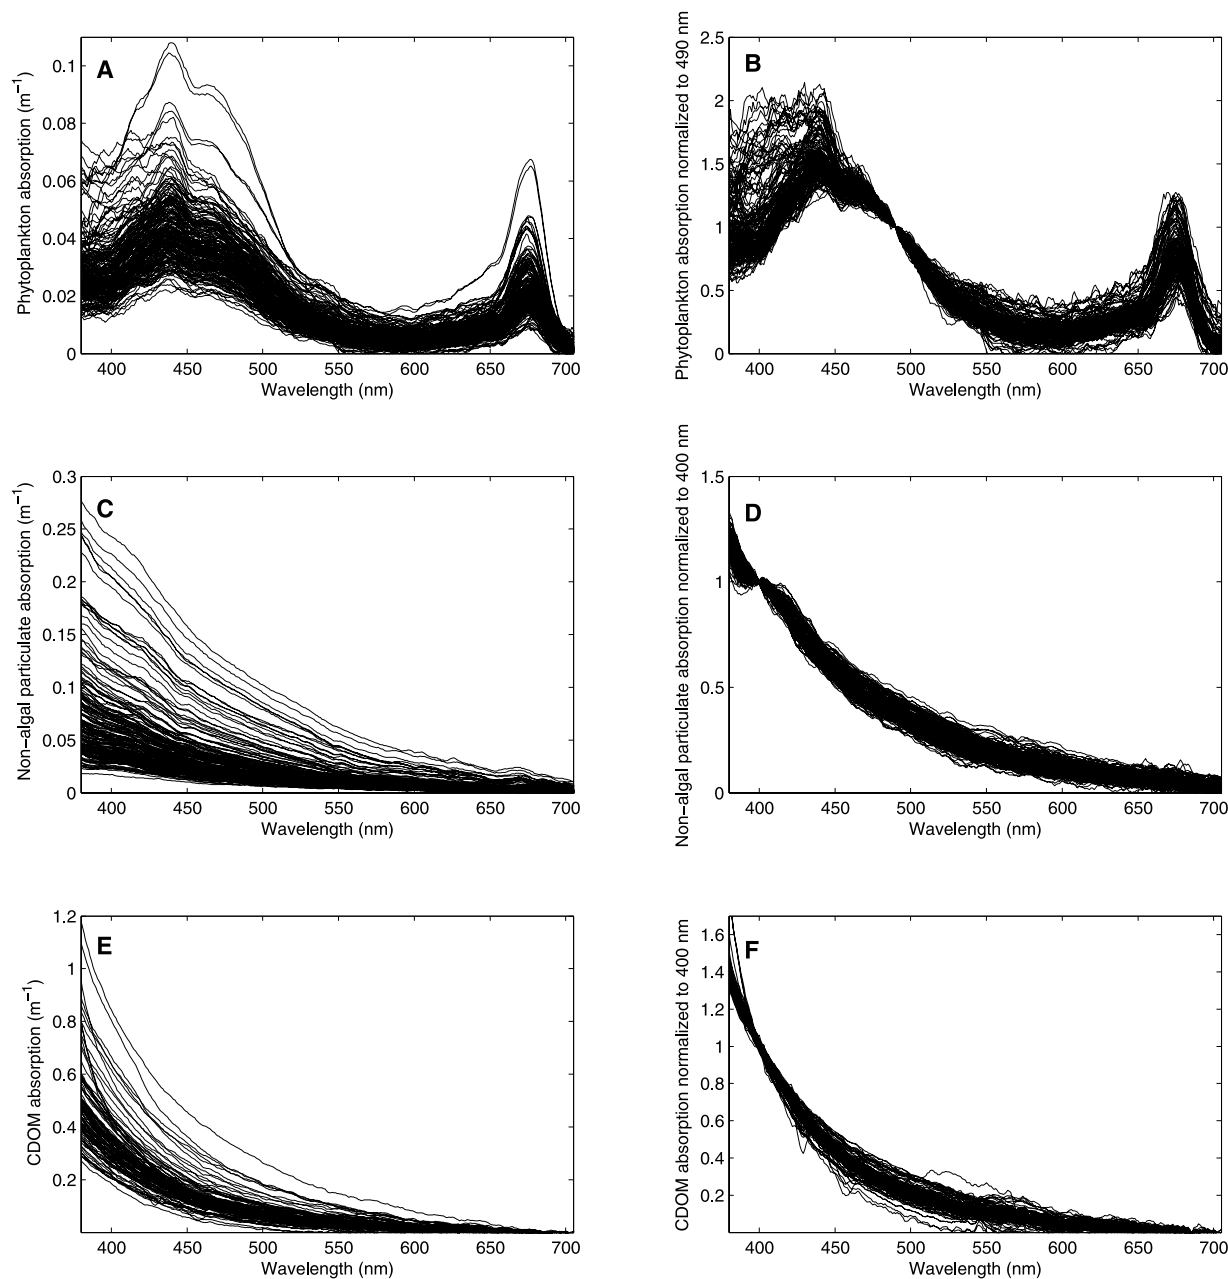 A
Phytoplankton absorption (m−1)
0.1
0.08
0.06
0.04
0.02
0
400 450 500 550 600 650 700
Wavelength (nm)
B
Phytoplankton absorption normalized to 490 nm
2.5
2
1.5
1
0.5
0
400 450 500 550 600 650 700
Wavelength (nm)
C
Non−algal particulate absorption (m−1)
0.3
0.25
0.2
0.15
0.1
0.05
0
400 450 500 550 600 650 700
Wavelength (nm)
D
Non−algal particulate absorption normalized to 400 nm
1.5
1
0.5
0
400 450 500 550 600 650 700
Wavelength (nm)
E
CDOM absorption (m−1)
1.2
1
0.8
0.6
0.4
0.2
400 450 500 550 600 650 700
Wavelength (nm)
F
CDOM absorption normalized to 400 nm
1.6
1.4
1.2
1
0.8
0.6
0.4
0.2
400 450 500 550 600 650 700
Wavelength (nm)